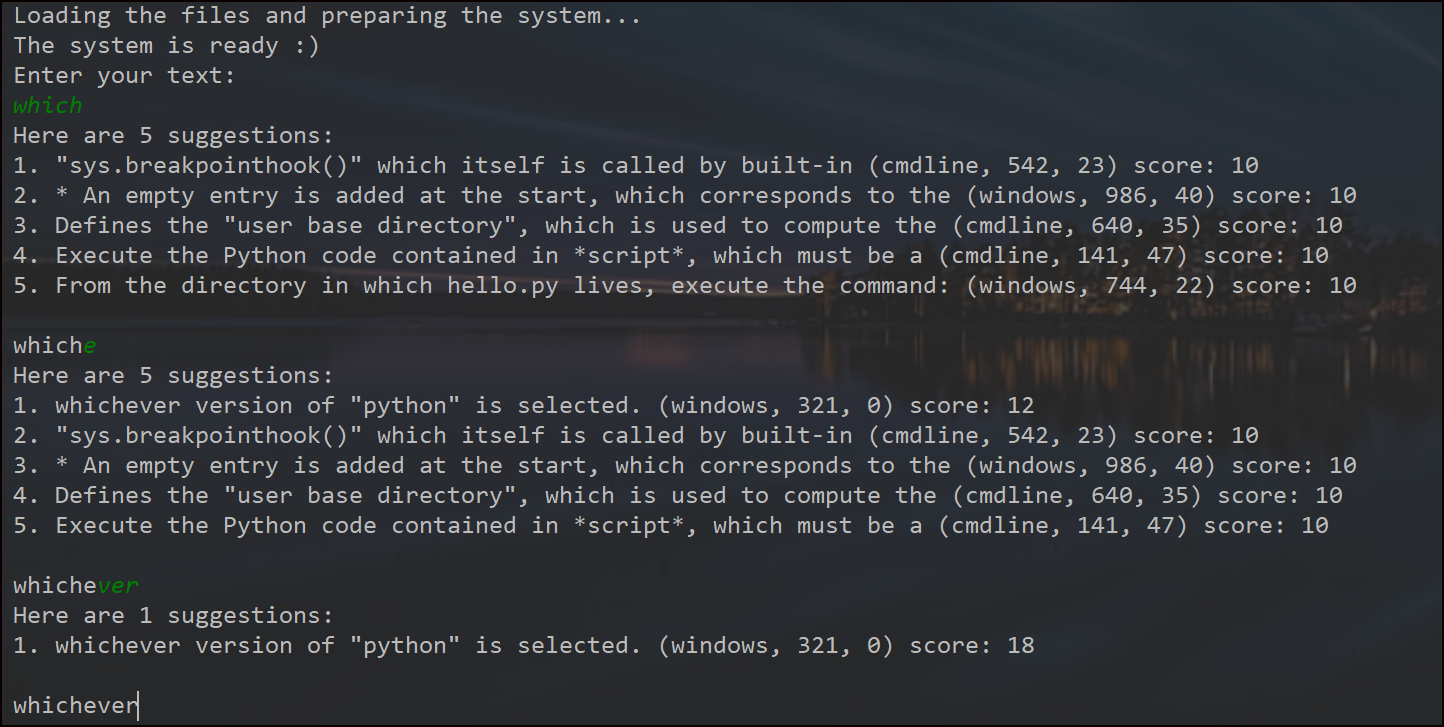 Loading the files and preparing the system...
The system is ready :)
Enter your text:
which
Here are 5 suggestions:
1. "sys.breakpointhook()" which itself is called by built-in (cmdline, 542, 23) score: 10
2. * An empty entry is added at the start, which corresponds to the (windows, 986, 40) score: 10
3. Defines the "user base directory", which is used to compute the (cmdline, 640, 35) score: 10
4. Execute the Python code contained in *script*, which must be a (cmdline, 141, 47) score: 10
5. From the directory in which hello.py lives, execute the command: (windows, 744, 22) score: 10
whiche
Here are 5 suggestions:
1. whichever version of "python" is selected. (windows, 321, 0) score: 12
2. "sys.breakpointhook()" which itself is called by built-in (cmdline, 542, 23) score: 10
3. * An empty entry is added at the start, which corresponds to the (windows, 986, 40) score: 10
4. Defines the "user base directory", which is used to compute the (cmdline, 640, 35) score: 10
5. Execute the Python code contained in *script*, which must be a (cmdline, 141, 47) score: 10
whichever
Here are 1 suggestions:
1. whichever version of "python" is selected. (windows, 321, 0) score: 18
whichever